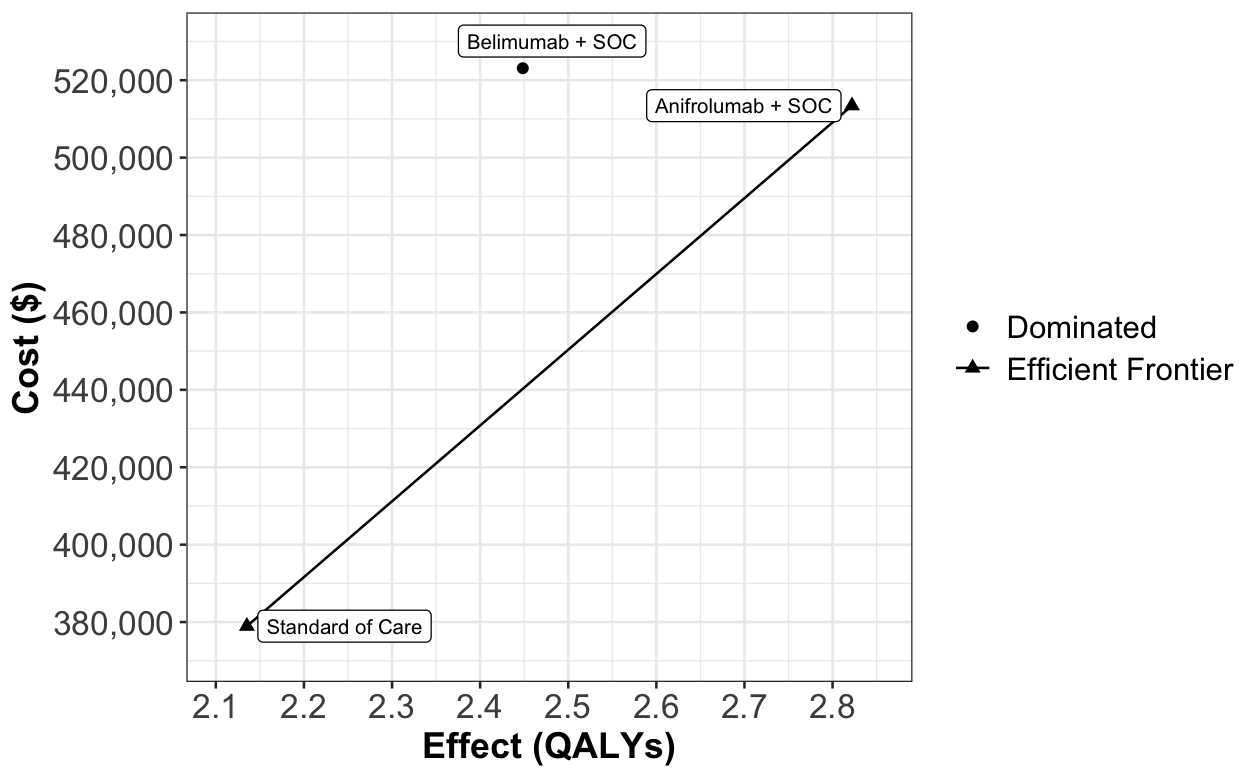 Belimumab + SOC
520,000
Anifrolumab + SOC
500,000
480,000
460,000
Dominated
Efficient Frontier
440,000
420,000
400,000
380,000
Standard of Care
Cost ($)
2.1 2.2 2.3 2.4 2.5 2.6 2.7 2.8
Effect (QALYs)